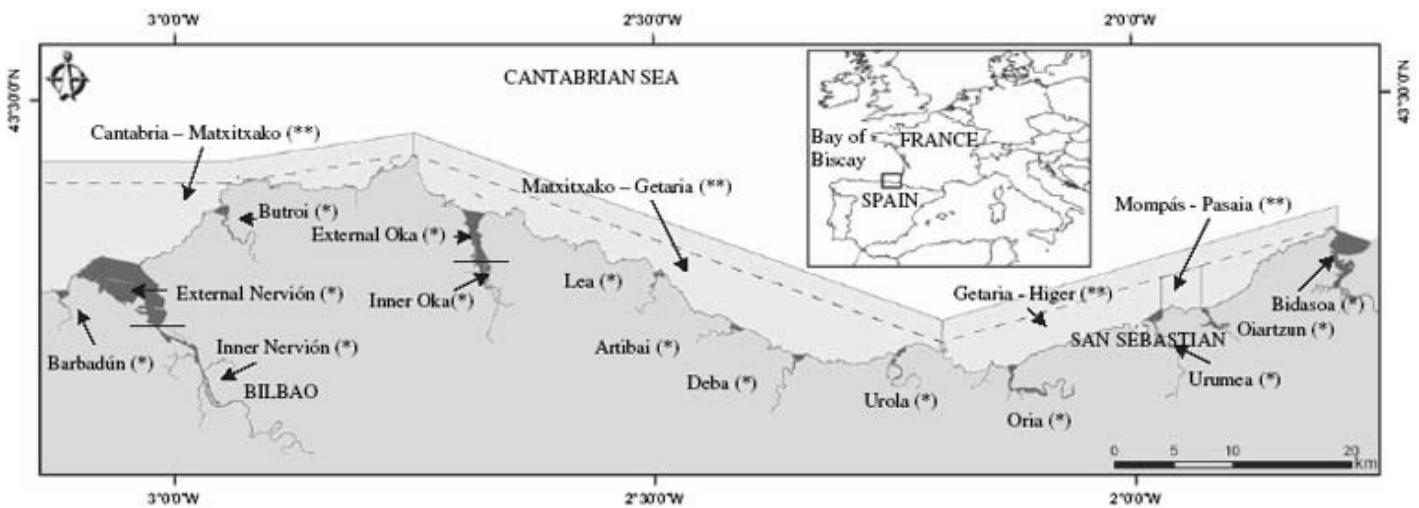 3°0'0"W
2°30'0"W
2°0'0"W
43°30'0"N
43°30'0"N
CANTABRIAN SEA
Cantabria – Matxitxako (**)
Bay of
Biscay
FRANCE
SPAIN
Matxitxako – Getaria (**)
Mompás - Pasaia (**)
Butroi (*)
External Oka (*)
External Nervión (*)
Inner Oka(*)
Lea (*)
Getaria - Higer (**)
Bidasoa(*)
Oiartzun (*)
SAN SEBASTIAN
Barbadún (*)
Inner Nervión (*)
Artibai (*)
BILBAO
Deba (*)
Urola (*)
Oria (*)
Urumea (*)
0 5 10 20
km
3°0'0"W
2°30'0"W
2°0'0"W